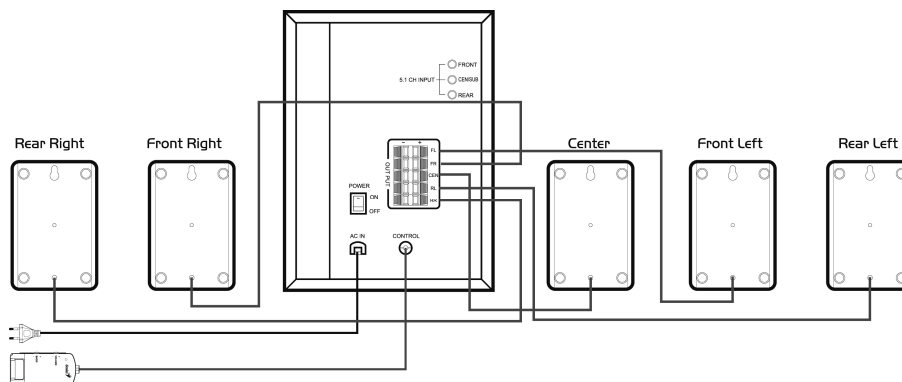 FRONT
5.1 CH INPUT
CEN/SUB
REAR
Rear Right
Front Right
Center
Front Left
Rear Left
- +
OUT PUT
FL
FR
CEN
RL
POWER
ON
OFF
AC IN
CONTROL